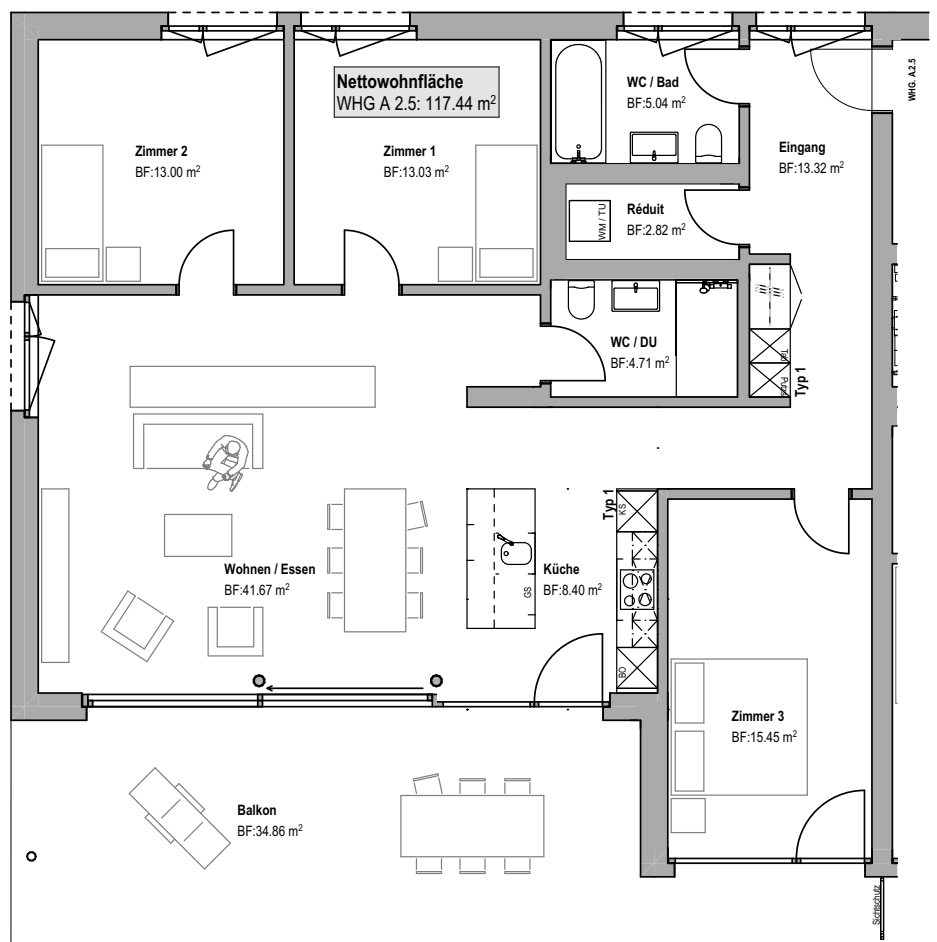 Nettowohnfläche
WHG A 2.5: 117.44 m²
WC / Bad
BF:5.04 m²
WHG. A2.5
Zimmer 2
BF:13.00 m²
Zimmer 1
BF:13.03 m²
Eingang
BF:13.32 m²
WM / TU
Réduit
BF:2.82 m²
WC / DU
BF:4.71 m²
Putz
Typ 1
Typ 1
KS
Wohnen / Essen
BF:41.67 m²
GS
Küche
BF:8.40 m²
BO
Zimmer 3
BF:15.45 m²
Balkon
BF:34.86 m²
Sichtschutz